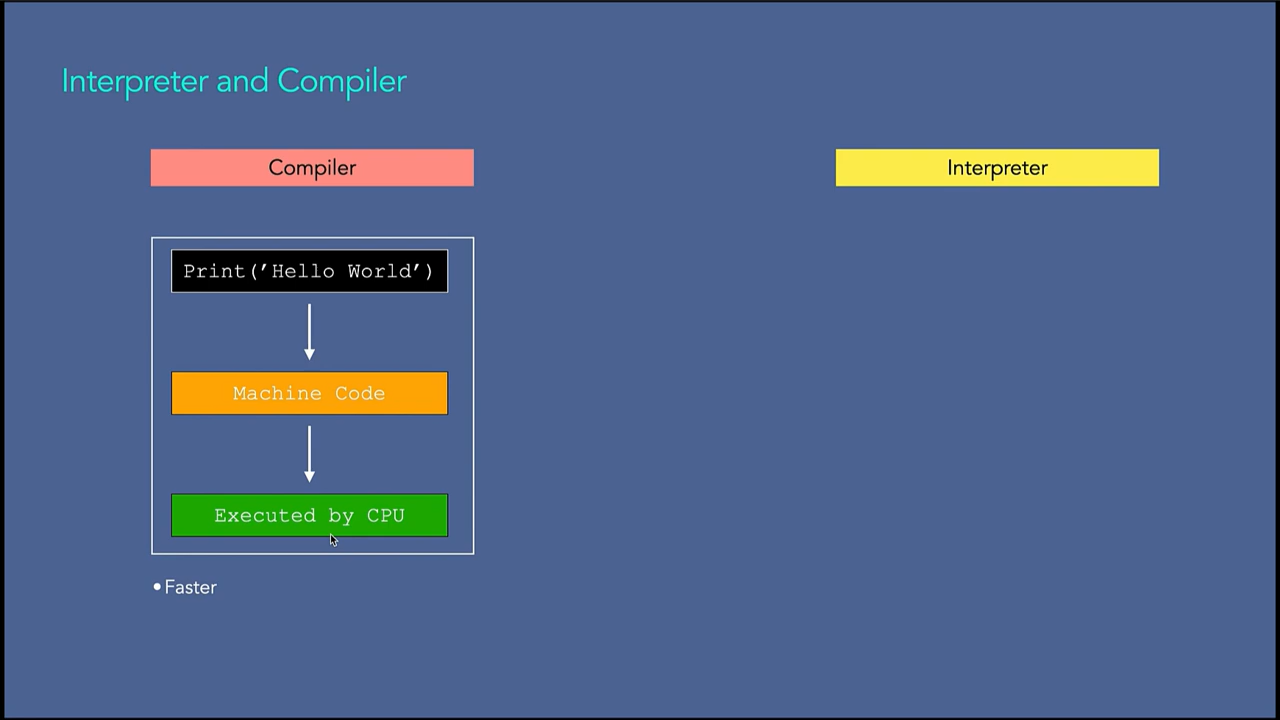 Interpreter and Compiler
Compiler
Interpreter
Print(’Hello World’)
Machine Code
Executed by CPU
•Faster